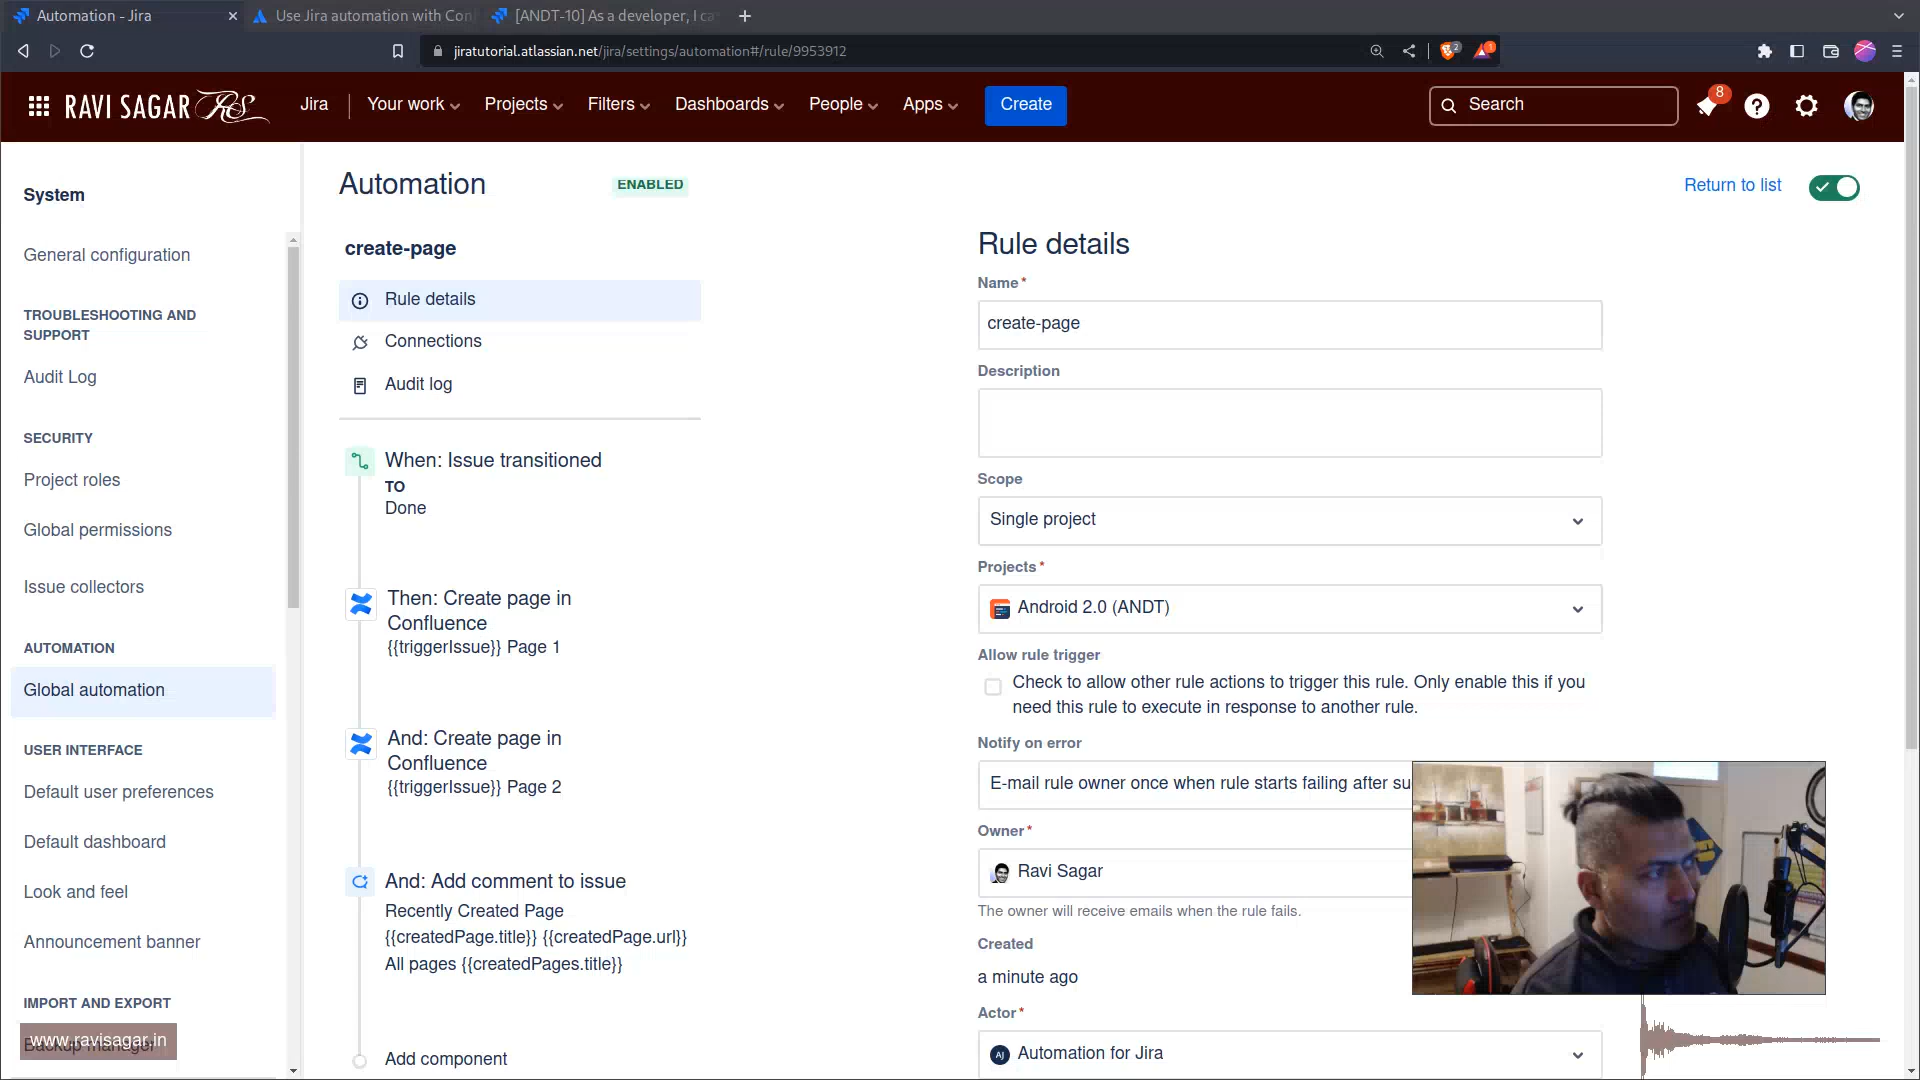 Automation - Jira
Use Jira automation with Con
[ANDT-10] As a developer, I ca
jiratutorial.atlassian.net/jira/settings/automation#/rule/9953912
2
1
RAVI SAGAR RS
Jira
Your work
Projects
Filters
Dashboards
People
Apps
Create
Search
8
System
General configuration
TROUBLESHOOTING AND
SUPPORT
Audit Log
SECURITY
Project roles
Global permissions
Issue collectors
AUTOMATION
Global automation
USER INTERFACE
Default user preferences
Default dashboard
Look and feel
Announcement banner
IMPORT AND EXPORT
Backup manager
www.ravisagar.in
Automation
ENABLED
Return to list
create-page
Rule details
Connections
Audit log
When: Issue transitioned
TO
Done
Then: Create page in
Confluence
{{triggerIssue}} Page 1
And: Create page in
Confluence
{{triggerIssue}} Page 2
And: Add comment to issue
Recently Created Page
{{createdPage.title}} {{createdPage.url}}
All pages {{createdPages.title}}
Add component
Rule details
Name *
create-page
Description
Scope
Single project
Projects *
Android 2.0 (ANDT)
Allow rule trigger
Check to allow other rule actions to trigger this rule. Only enable this if you
need this rule to execute in response to another rule.
Notify on error
E-mail rule owner once when rule starts failing after su
Owner *
Ravi Sagar
The owner will receive emails when the rule fails.
Created
a minute ago
Actor *
AJ Automation for Jira